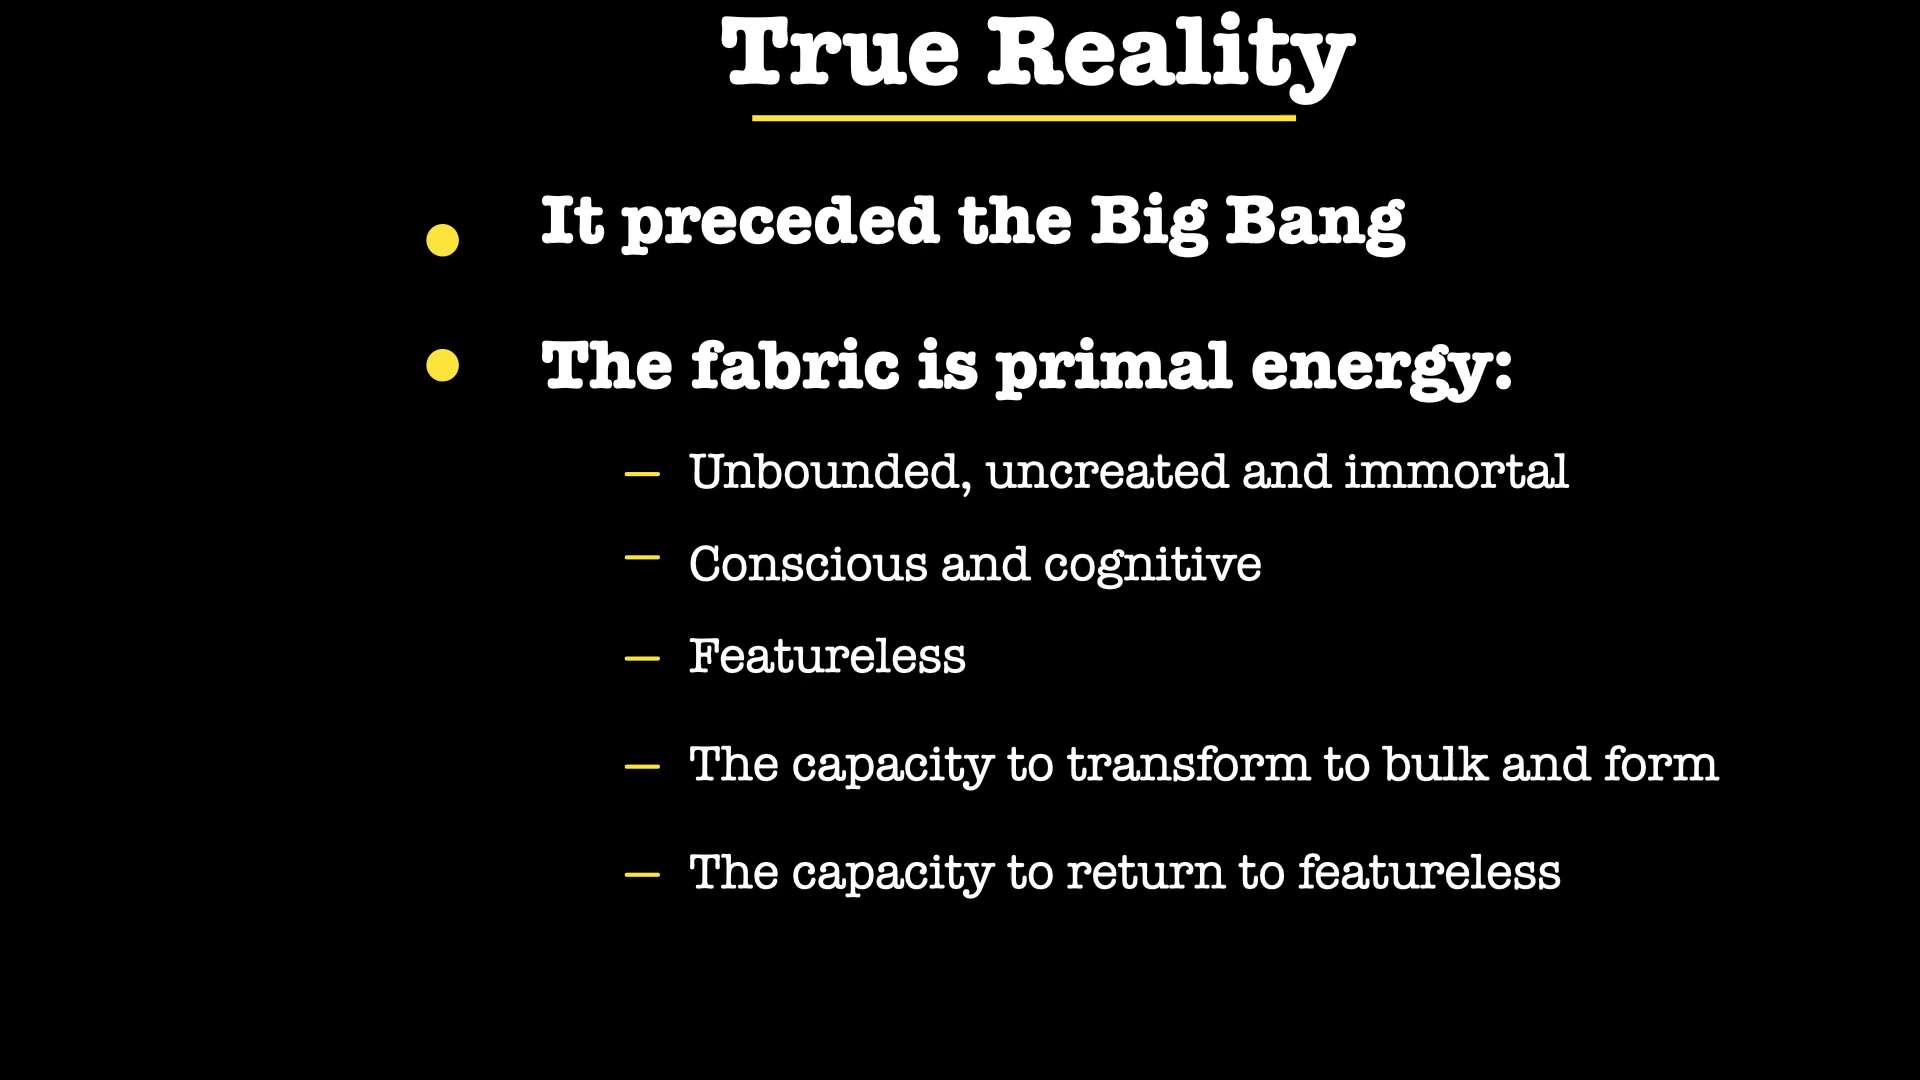 True Reality
It preceded the Big Bang
The fabric is primal energy:
— Unbounded, uncreated and immortal
— Conscious and cognitive
— Featureless
— The capacity to transform to bulk and form
— The capacity to return to featureless